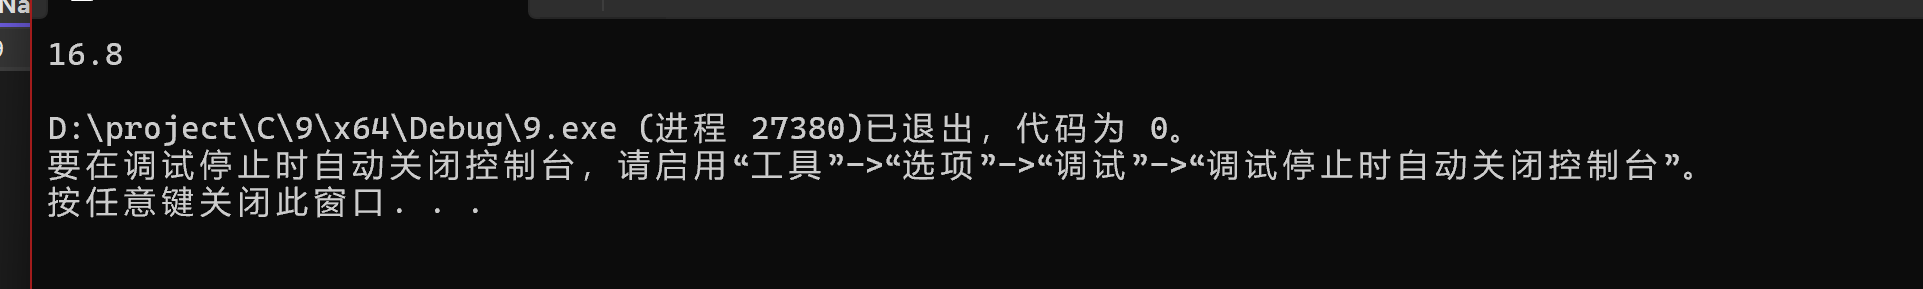 Na
16.8
D:\project\C\9\x64\Debug\9.exe (进程 27380)已退出，代码为 0。
要在调试停止时自动关闭控制台，请启用“工具”->“选项”->“调试”->“调试停止时自动关闭控制台”。
按任意键关闭此窗口. . .